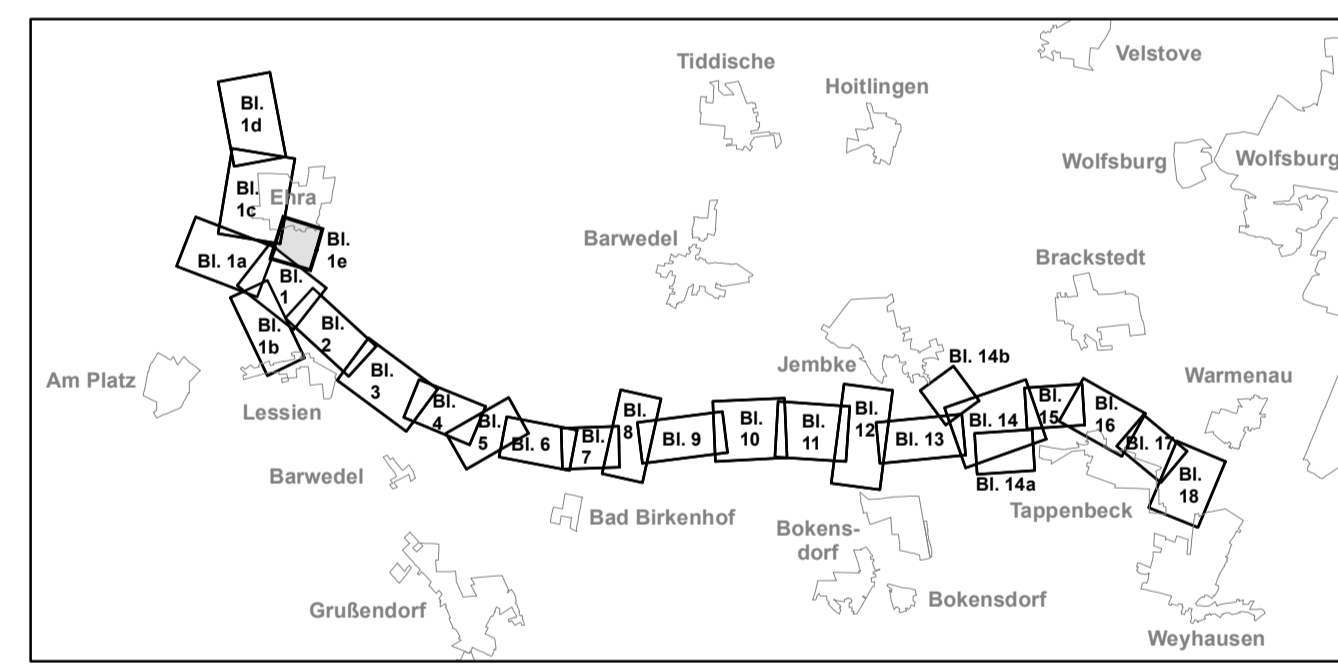 Velstove
Tiddische
Hoitlingen
Bl.
1d
Wolfsburg
Wolfsburg
Bl.
1c
Ehra
Barwedel
Bl.
1e
Bl. 1a
Brackstedt
Bl.
1
Bl.
1b
Bl.
2
Bl. 14b
Jembke
Am Platz
Bl.
3
Warmenau
Lessien
Bl.
4
Bl.
5
Bl. 6
Bl.
7
Bl.
8
Bl. 9
Bl.
10
Bl.
11
Bl.
12
Bl. 13
Bl. 14
Bl.
15
Bl.
16
Bl. 17
Bl.
18
Barwedel
Bl. 14a
Tappenbeck
Bad Birkenhof
Bokens-
dorf
Bokensdorf
Grußendorf
Weyhausen